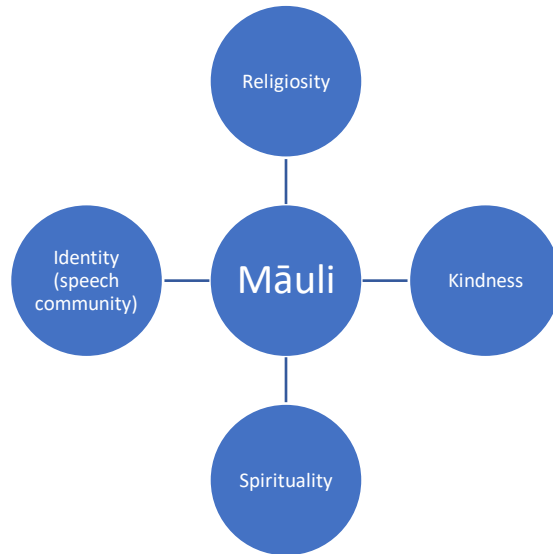 Religiosity
Identity
(speech
community)
Māuli
Kindness
Spirituality